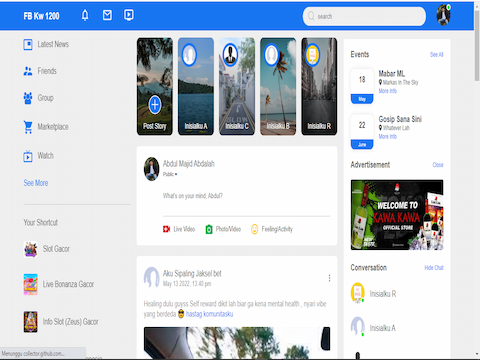 FB Kw 1200
search
Latest News
Friends
Group
Marketplace
Watch
See More
Your Shortcut
Slot Gacor
Live Bonanza Gacor
Info Slot (Zeus) Gacor
Menunggu collector.github.com...
Post Story
Inisialku A
Inisialku C
Inisialku B
Inisialku R
Abdul Majid Abdalah
Public
What's on your mind, Abdul?
Live Video
Photo/Video
Feeling/Activity
Aku Sipaling Jaksel bet
May 13 2022, 13:40 pm
Healing dulu guyss Self reward dikit lah biar ga kena mental health , nyari vibe
yang berdeda 😎 hastag komunitasku
Events
See All
18
May
Mabar ML
Markas In The Sky
More Info
22
June
Gosip Sana Sini
Whatever Lah
More Info
Advertisement
Close
WELCOME TO
KAWA KAWA
OFFICIAL STORE
Conversation
Hide Chat
Inisialku R
Inisialku A